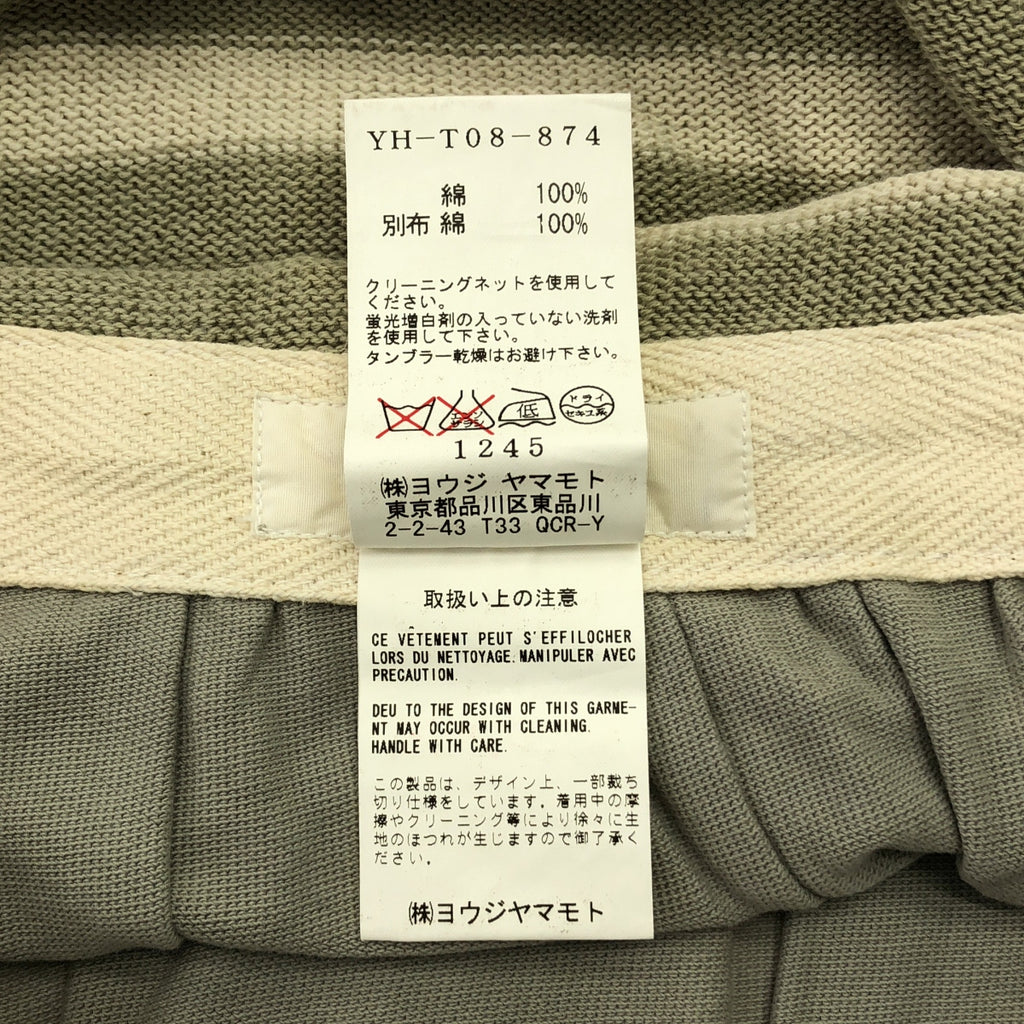 YH-T08-874
綿 100%
別布 綿 100%
クリーニングネットを使用して
ください。
蛍光増白剤の入っていない洗剤
を使用して下さい。
タンブラー乾燥はお避け下さい。
エンソ サラシ 低 ドライ セキユ系
1245
㈱ヨウジ ヤマモト
東京都品川区東品川
2-2-43 T33 QCR-Y
取扱い上の注意
CE VÊTEMENT PEUT S'EFFILOCHER
LORS DU NETTOYAGE.MANIPULER AVEC
PRECAUTION.
DEU TO THE DESIGN OF THIS GARME-
NT MAY OCCUR WITH CLEANING.
HANDLE WITH CARE.
この製品は、デザイン上、一部裁ち
切り仕様をしています。着用中の摩
擦やクリーニング等により徐々に生
地のほつれが生じますので御了承く
ださい。
㈱ヨウジヤマモト